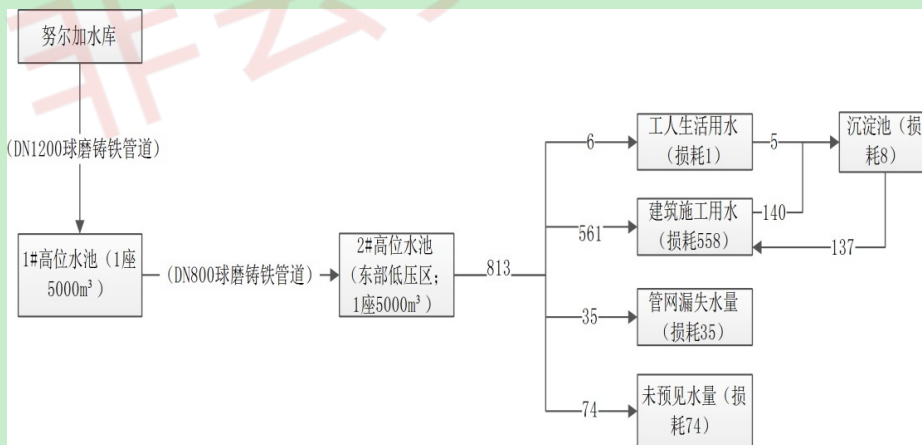 努尔加水库
(DN1200球磨铸铁管道)
1#高位水池（1座
5000m³）
(DN800球磨铸铁管道)
2#高位水池
（东部低压区；
1座5000m³）
813
6
工人生活用水
（损耗1）
5
沉淀池（损
耗8）
561
建筑施工用水
（损耗558）
140
137
35
管网漏失水量
（损耗35）
74
未预见水量（损
耗74）